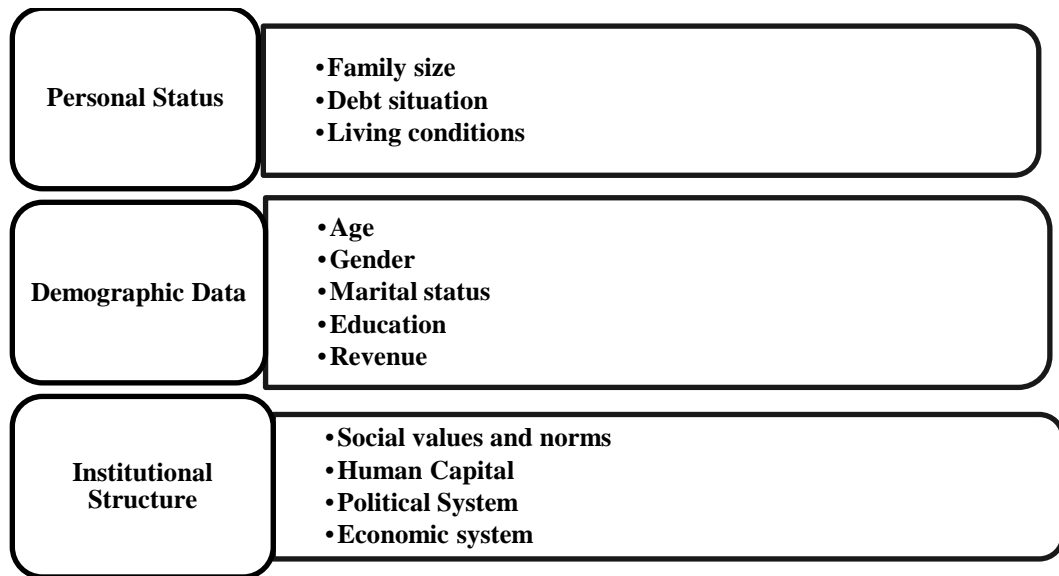 Personal Status
•Family size
•Debt situation
•Living conditions
Demographic Data
•Age
•Gender
•Marital status
•Education
•Revenue
Institutional
Structure
•Social values and norms
•Human Capital
•Political System
•Economic system